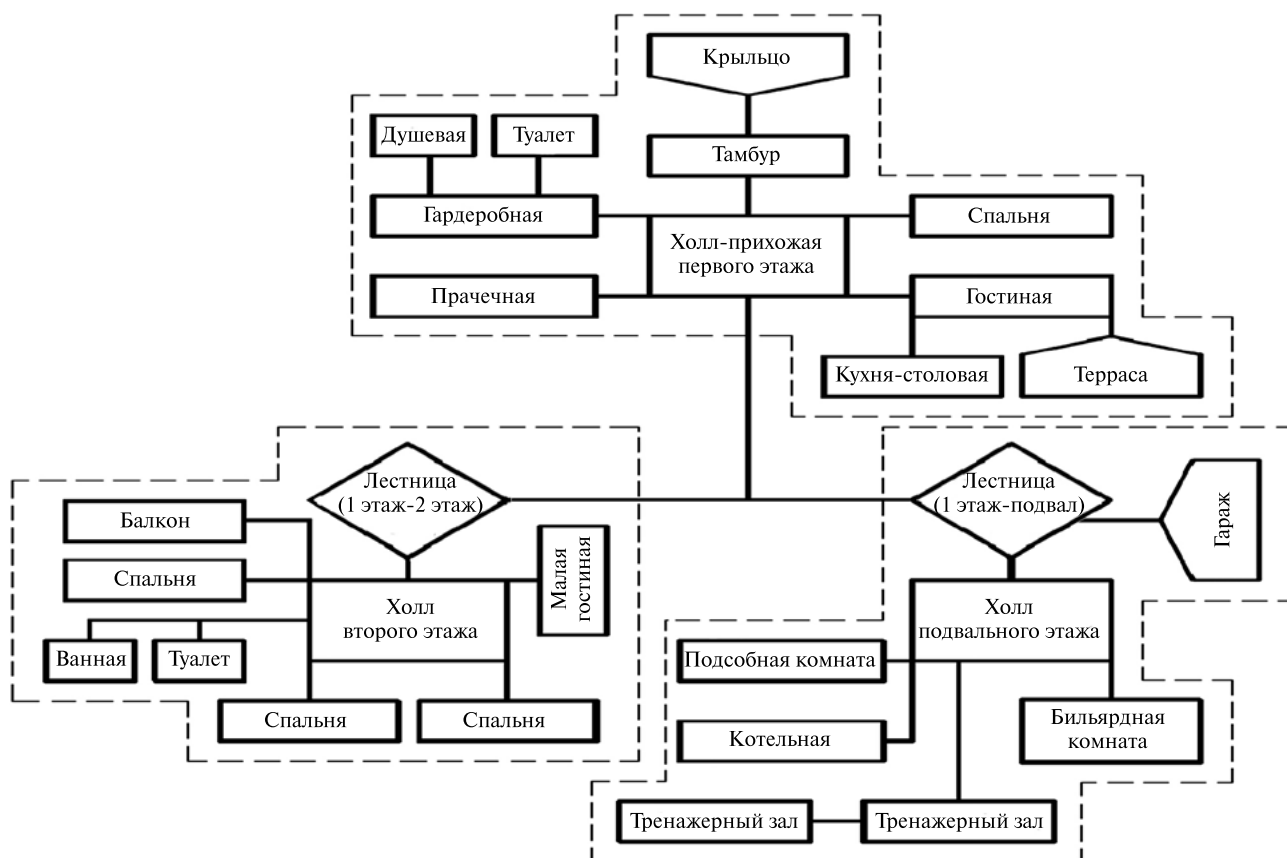 Крыльцо
Душевая
Туалет
Тамбур
Гардеробная
Спальня
Холл-прихожая
первого этажа
Прачечная
Гостиная
Кухня-столовая
Терраса
Лестница
(1 этаж-2 этаж)
Балкон
Спальня
Малая
гостиная
Холл
второго этажа
Ванная
Туалет
Спальня
Спальня
Лестница
(1 этаж-подвал)
Гараж
Холл
подвального этажа
Подсобная комната
Котельная
Бильярдная
комната
Тренажерный зал
Тренажерный зал